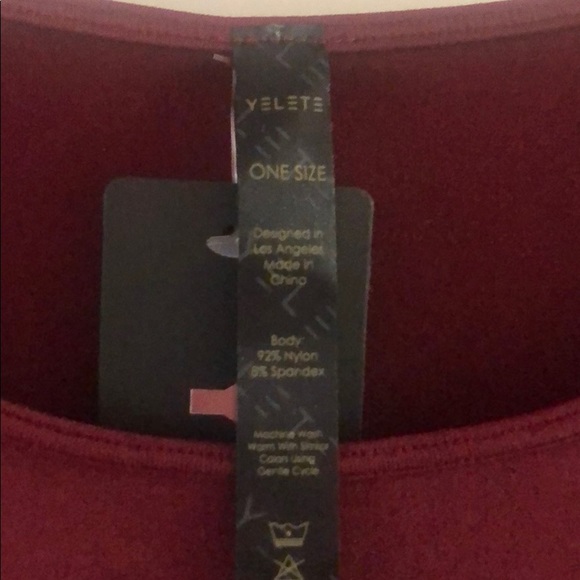 YELETE
ONE SIZE
Designed in
Los Angeles
Made in
China
Body:
92% Nylon
8% Spandex
Machine Wash
Warm With Similar
Colors Using
Gentle Cycle